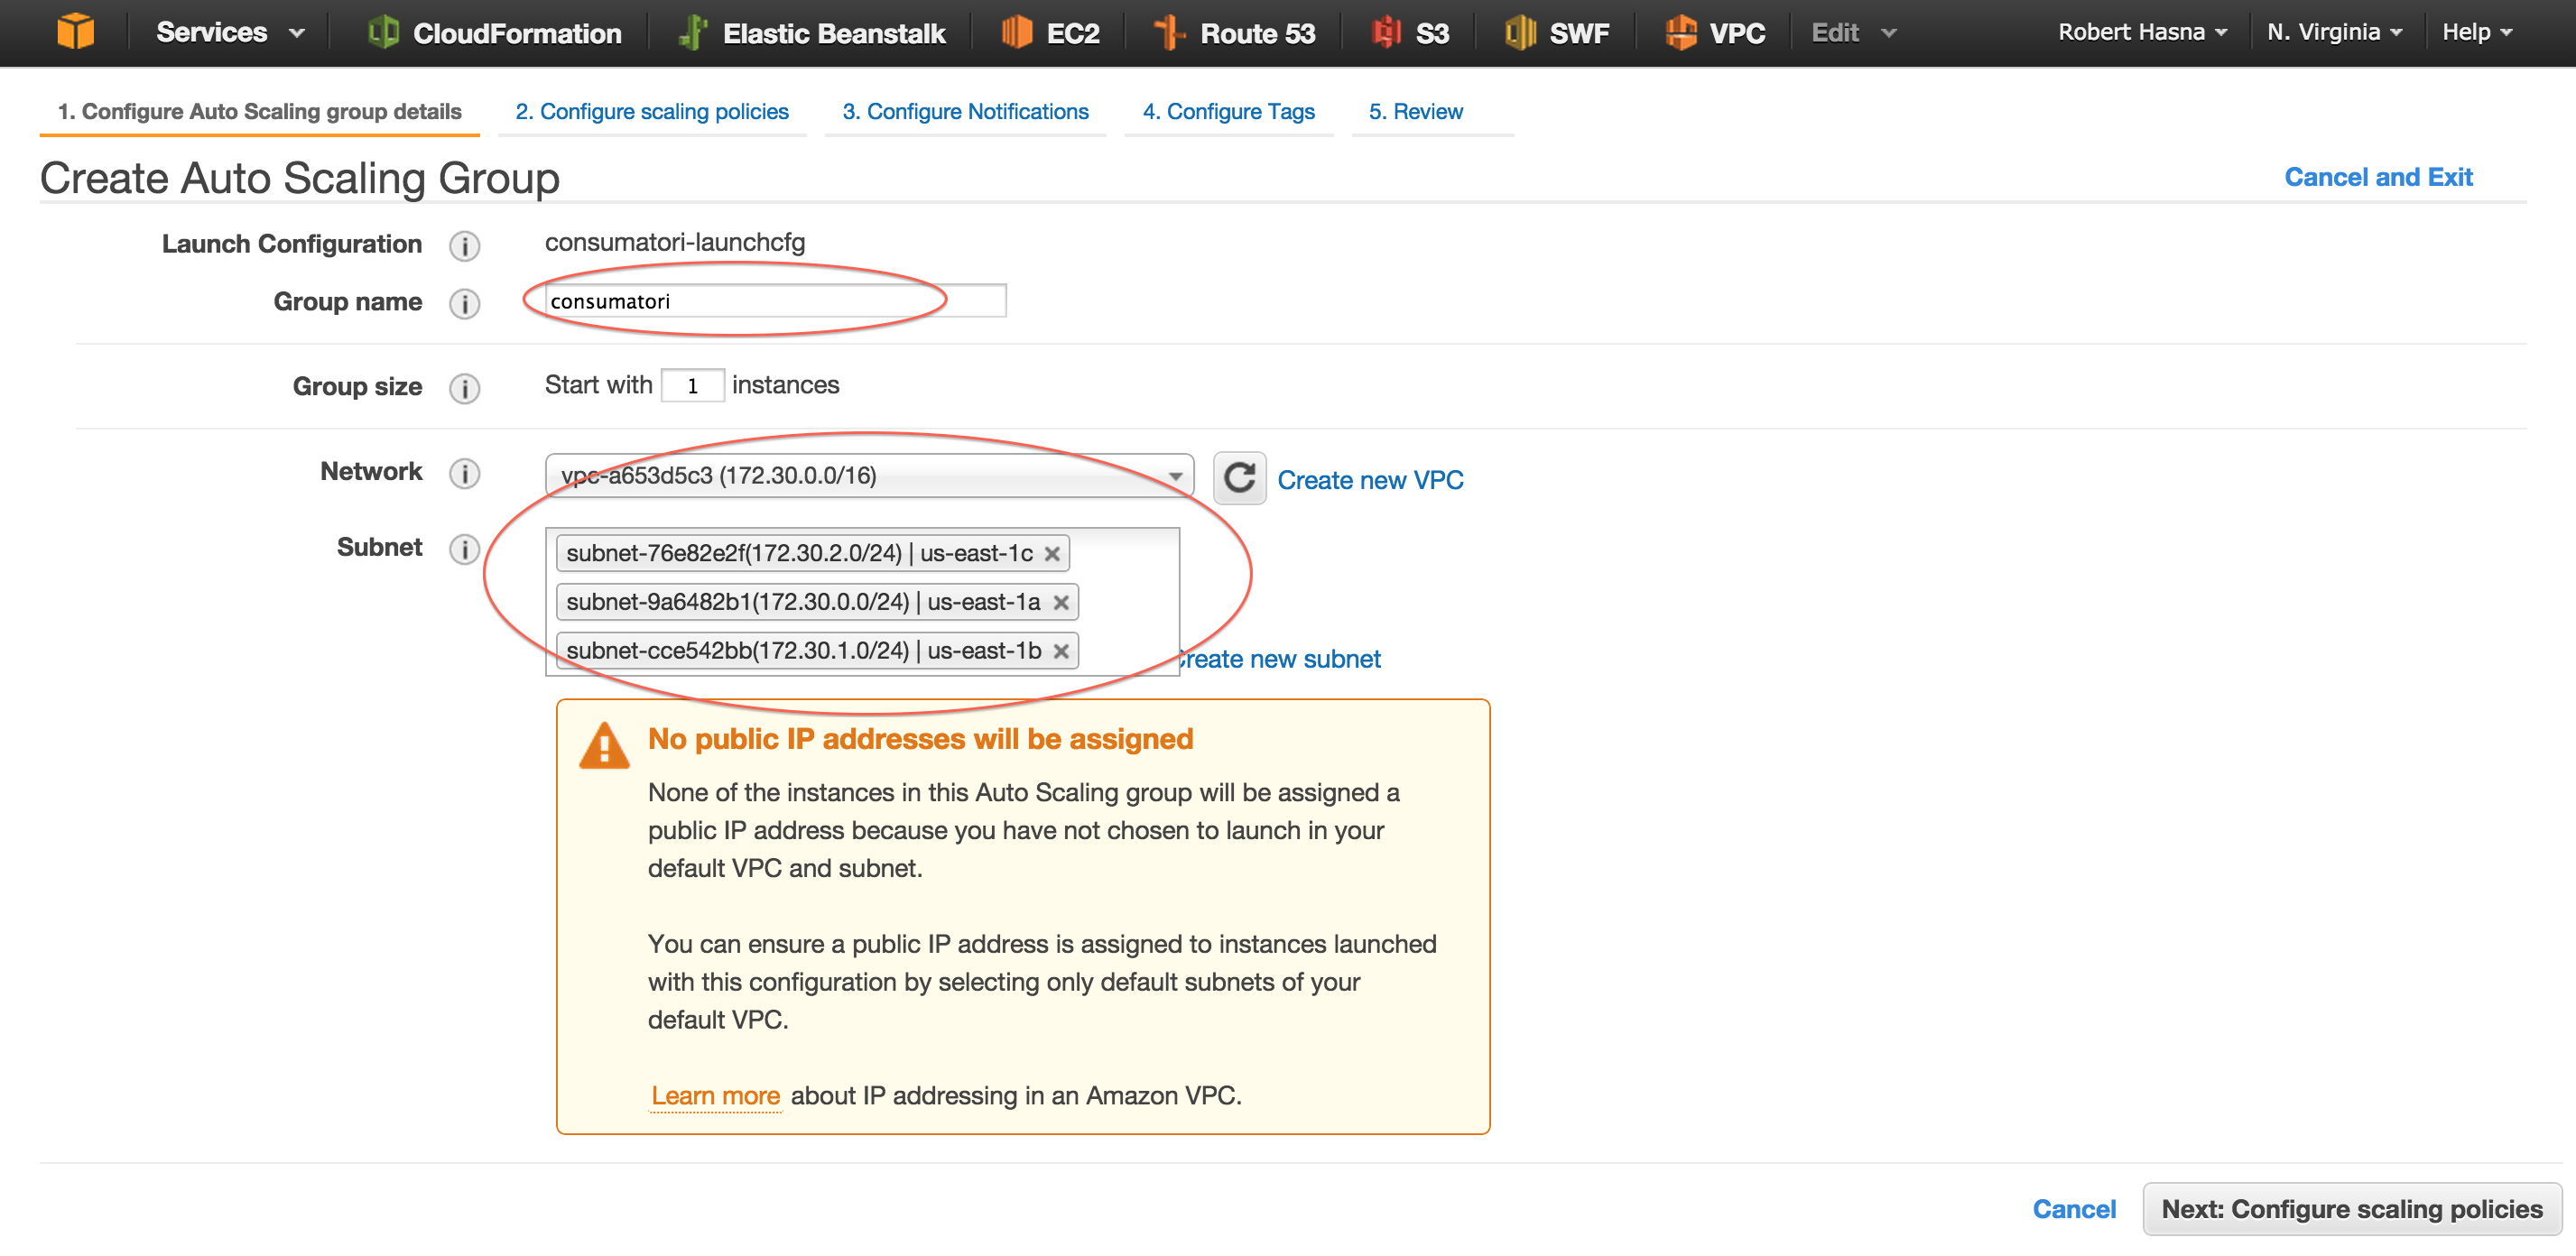 Services CloudFormation Elastic Beanstalk EC2 Route 53 S3 SWF VPC Edit Robert Hasna N. Virginia Help
1. Configure Auto Scaling group details 2. Configure scaling policies 3. Configure Notifications 4. Configure Tags 5. Review
Create Auto Scaling Group
Cancel and Exit
Launch Configuration i consumatori-launchcfg
Group name i consumatori
Group size i Start with 1 instances
Network i vpc-a653d5c3 (172.30.0.0/16) Create new VPC
Subnet i subnet-76e82e2f(172.30.2.0/24) | us-east-1c
subnet-9a6482b1(172.30.0.0/24) | us-east-1a
subnet-cce542bb(172.30.1.0/24) | us-east-1b
Create new subnet
No public IP addresses will be assigned
None of the instances in this Auto Scaling group will be assigned a
public IP address because you have not chosen to launch in your
default VPC and subnet.
You can ensure a public IP address is assigned to instances launched
with this configuration by selecting only default subnets of your
default VPC.
Learn more about IP addressing in an Amazon VPC.
Cancel Next: Configure scaling policies